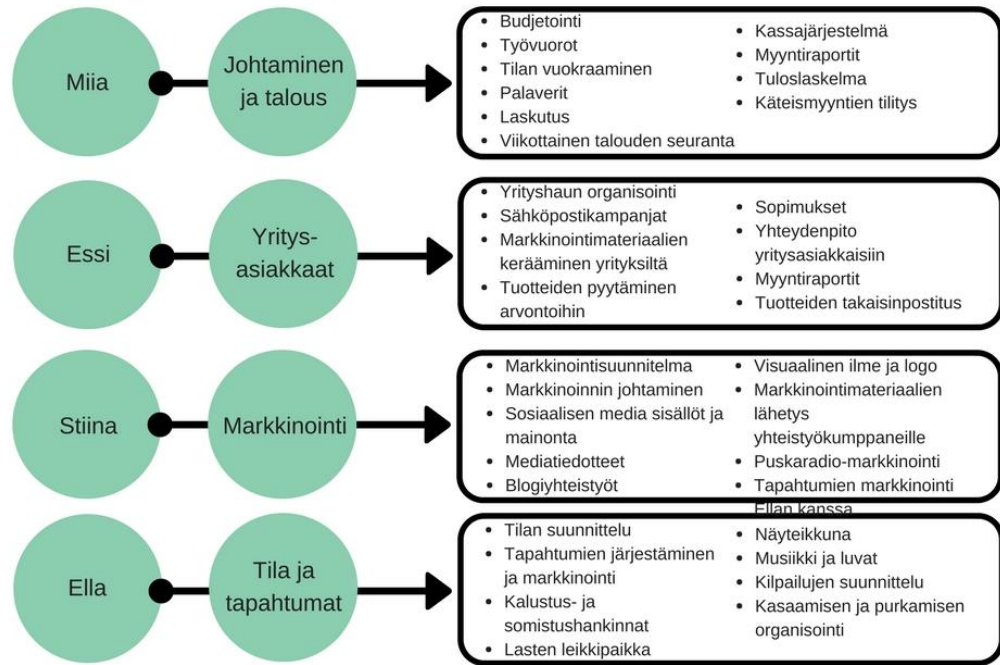 Miia
Johtaminen
ja talous
• Budjetointi
• Työvuorot
• Tilan vuokraaminen
• Palaverit
• Laskutus
• Viikottainen talouden seuranta
• Kassajärjestelmä
• Myyntiraportit
• Tuloslaskelma
• Käteismyyntien tilitys
Essi
Yritys-
asiakkaat
• Yrityshaun organisointi
• Sähköpostikampanjat
• Markkinointimateriaalien
kerääminen yrityksiltä
• Tuotteiden pyytäminen
arvontoihin
• Sopimukset
• Yhteydenpito
yritysasiakkaisiin
• Myyntiraportit
• Tuotteiden takaisinpostitus
Stiina
Markkinointi
• Markkinointisuunnitelma
• Markkinoinnin johtaminen
• Sosiaalisen media sisällöt ja
mainonta
• Mediatiedotteet
• Blogiyhteistyöt
• Visuaalinen ilme ja logo
• Markkinointimateriaalien
lähetys
yhteistyökumppaneille
• Puskaradio-markkinointi
• Tapahtumien markkinointi
Ellan kanssa
Ella
Tila ja
tapahtumat
• Tilan suunnittelu
• Tapahtumien järjestäminen
ja markkinointi
• Kalustus- ja
somistushankinnat
• Lasten leikkipaikka
• Näyteikkuna
• Musiikki ja luvat
• Kilpailujen suunnittelu
• Kasaamisen ja purkamisen
organisointi